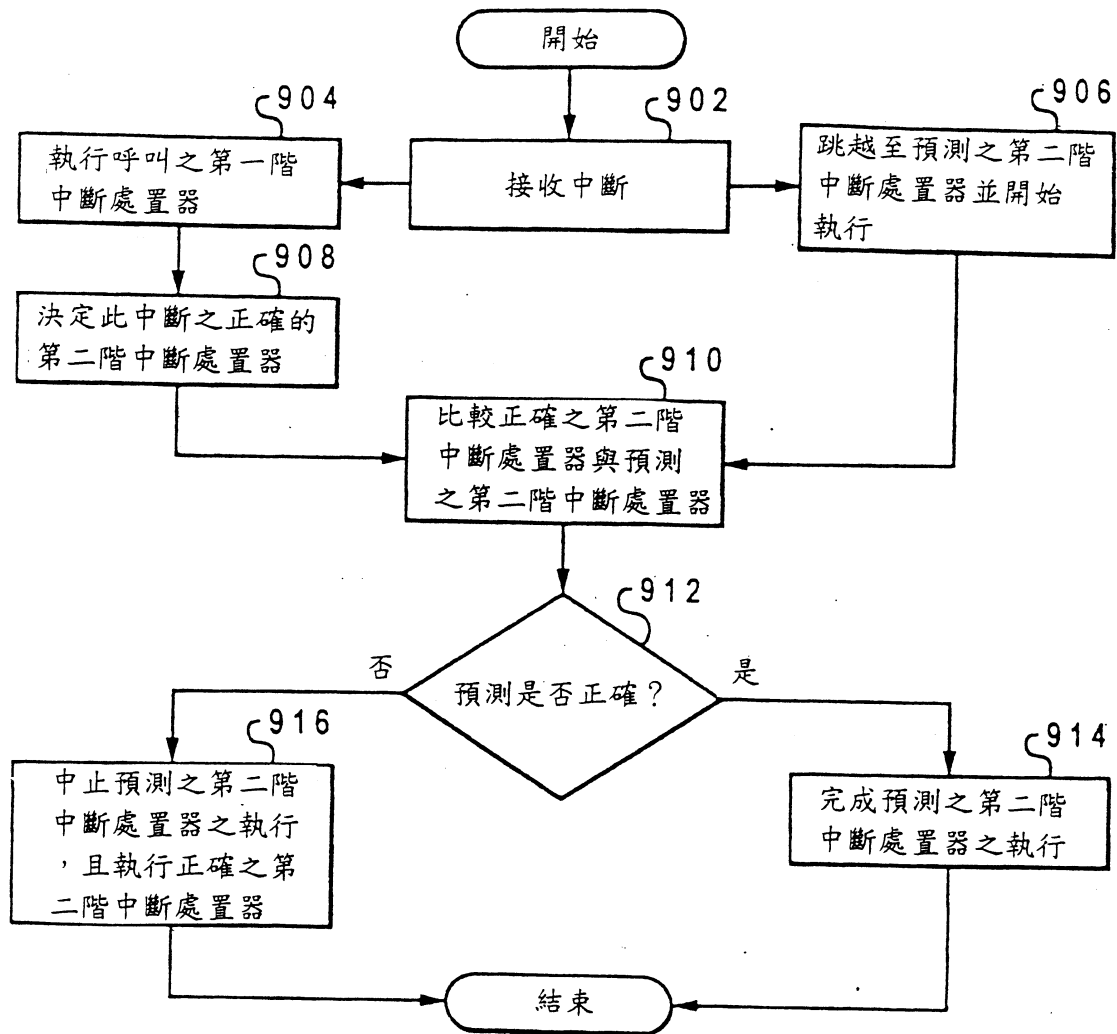 開始
902
接收中斷
904
執行呼叫之第一階
中斷處置器
906
跳越至預測之第二階
中斷處置器並開始
執行
908
決定此中斷之正確的
第二階中斷處置器
910
比較正確之第二階
中斷處置器與預測
之第二階中斷處置器
912
預測是否正確?
否
是
916
中止預測之第二階
中斷處置器之執行
，且執行正確之第
二階中斷處置器
914
完成預測之第二階
中斷處置器之執行
結束